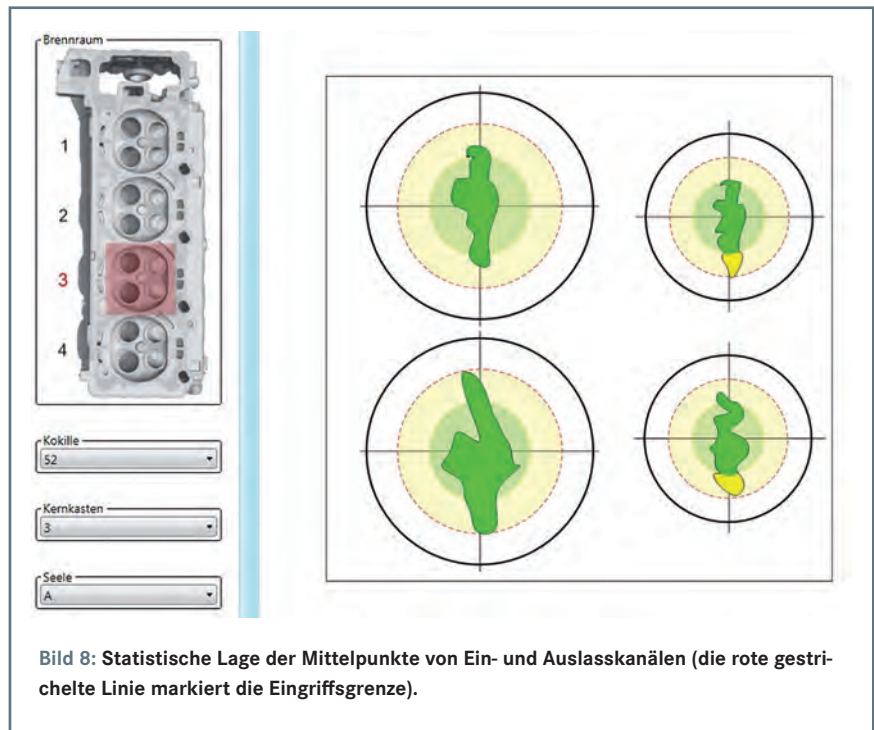 Brennraum
1
2
3
4
Kokille
52
Kernkasten
3
Seele
A
Bild 8: Statistische Lage der Mittelpunkte von Ein- und Auslasskanälen (die rote gestri-
chelte Linie markiert die Eingriffsgrenze).